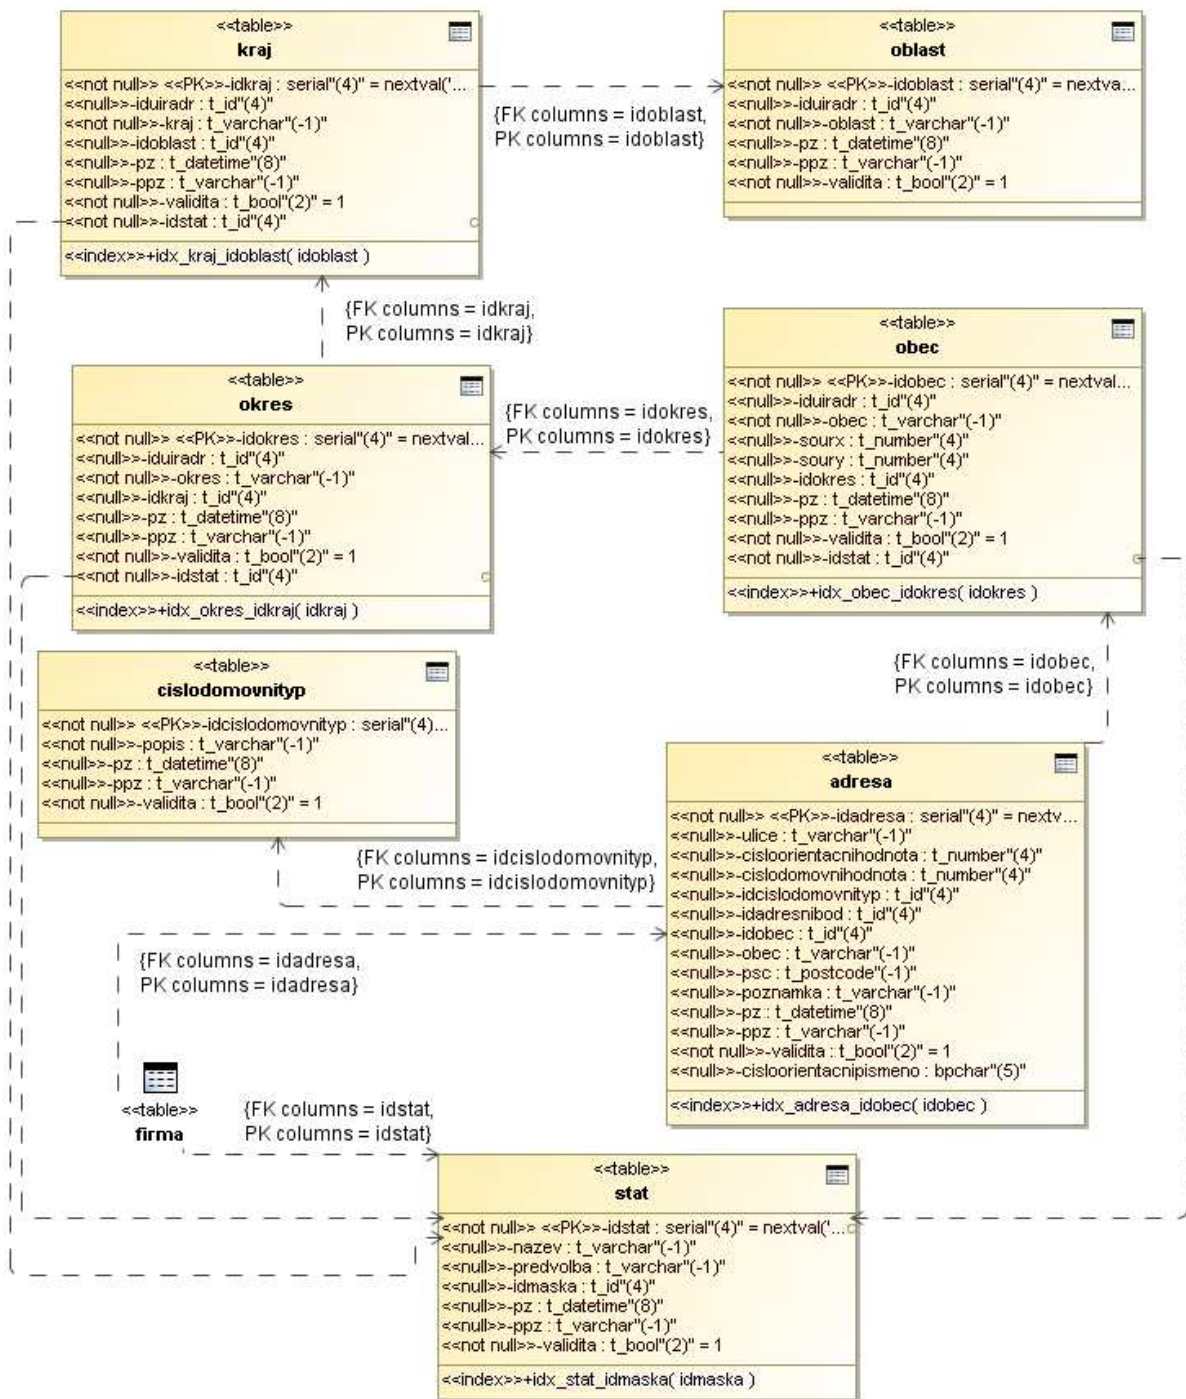 <<table>>
kraj
<<not null>> <<PK>>-idkraj : serial"(4)" = nextval('...
<<null>>-iduiradr : t_id"(4)"
<<not null>>-kraj : t_varchar"(-1)"
<<null>>-idoblast : t_id"(4)"
<<null>>-pz : t_datetime"(8)"
<<null>>-ppz : t_varchar"(-1)"
<<not null>>-validita : t_bool"(2)" = 1
<<not null>>-idstat : t_id"(4)"
<<index>>+idx_kraj_idoblast( idoblast )
{FK columns = idoblast,
PK columns = idoblast}
<<table>>
oblast
<<not null>> <<PK>>-idoblast : serial"(4)" = nextva...
<<null>>-iduiradr : t_id"(4)"
<<not null>>-oblast : t_varchar"(-1)"
<<null>>-pz : t_datetime"(8)"
<<null>>-ppz : t_varchar"(-1)"
<<not null>>-validita : t_bool"(2)" = 1
{FK columns = idkraj,
PK columns = idkraj}
<<table>>
okres
<<not null>> <<PK>>-idokres : serial"(4)" = nextval...
<<null>>-iduiradr : t_id"(4)"
<<not null>>-okres : t_varchar"(-1)"
<<null>>-idkraj : t_id"(4)"
<<null>>-pz : t_datetime"(8)"
<<null>>-ppz : t_varchar"(-1)"
<<not null>>-validita : t_bool"(2)" = 1
<<not null>>-idstat : t_id"(4)"
<<index>>+idx_okres_idkraj( idkraj )
{FK columns = idokres,
PK columns = idokres}
<<table>>
obec
<<not null>> <<PK>>-idobec : serial"(4)" = nextval...
<<null>>-iduiradr : t_id"(4)"
<<not null>>-obec : t_varchar"(-1)"
<<null>>-sourx : t_number"(4)"
<<null>>-soury : t_number"(4)"
<<null>>-idokres : t_id"(4)"
<<null>>-pz : t_datetime"(8)"
<<null>>-ppz : t_varchar"(-1)"
<<not null>>-validita : t_bool"(2)" = 1
<<not null>>-idstat : t_id"(4)"
<<index>>+idx_obec_idokres( idokres )
{FK columns = idobec,
PK columns = idobec}
<<table>>
cislodomovnityp
<<not null>> <<PK>>-idcislodomovnityp : serial"(4)...
<<not null>>-popis : t_varchar"(-1)"
<<null>>-pz : t_datetime"(8)"
<<null>>-ppz : t_varchar"(-1)"
<<not null>>-validita : t_bool"(2)" = 1
{FK columns = idcislodomovnityp,
PK columns = idcislodomovnityp}
<<table>>
adresa
<<not null>> <<PK>>-idadresa : serial"(4)" = nextv...
<<null>>-ulice : t_varchar"(-1)"
<<null>>-cisloorientacnihodnota : t_number"(4)"
<<null>>-cislodomovnihodnota : t_number"(4)"
<<null>>-idcislodomovnityp : t_id"(4)"
<<null>>-idadresnibod : t_id"(4)"
<<null>>-idobec : t_id"(4)"
<<null>>-obec : t_varchar"(-1)"
<<null>>-psc : t_postcode"(-1)"
<<null>>-poznamka : t_varchar"(-1)"
<<null>>-pz : t_datetime"(8)"
<<null>>-ppz : t_varchar"(-1)"
<<not null>>-validita : t_bool"(2)" = 1
<<null>>-cisloorientacnipismeno : bpchar"(5)"
<<index>>+idx_adresa_idobec( idobec )
{FK columns = idadresa,
PK columns = idadresa}
<<table>>
firma
{FK columns = idstat,
PK columns = idstat}
<<table>>
stat
<<not null>> <<PK>>-idstat : serial"(4)" = nextval('...
<<null>>-nazev : t_varchar"(-1)"
<<null>>-predvolba : t_varchar"(-1)"
<<null>>-idmaska : t_id"(4)"
<<null>>-pz : t_datetime"(8)"
<<null>>-ppz : t_varchar"(-1)"
<<not null>>-validita : t_bool"(2)" = 1
<<index>>+idx_stat_idmaska( idmaska )